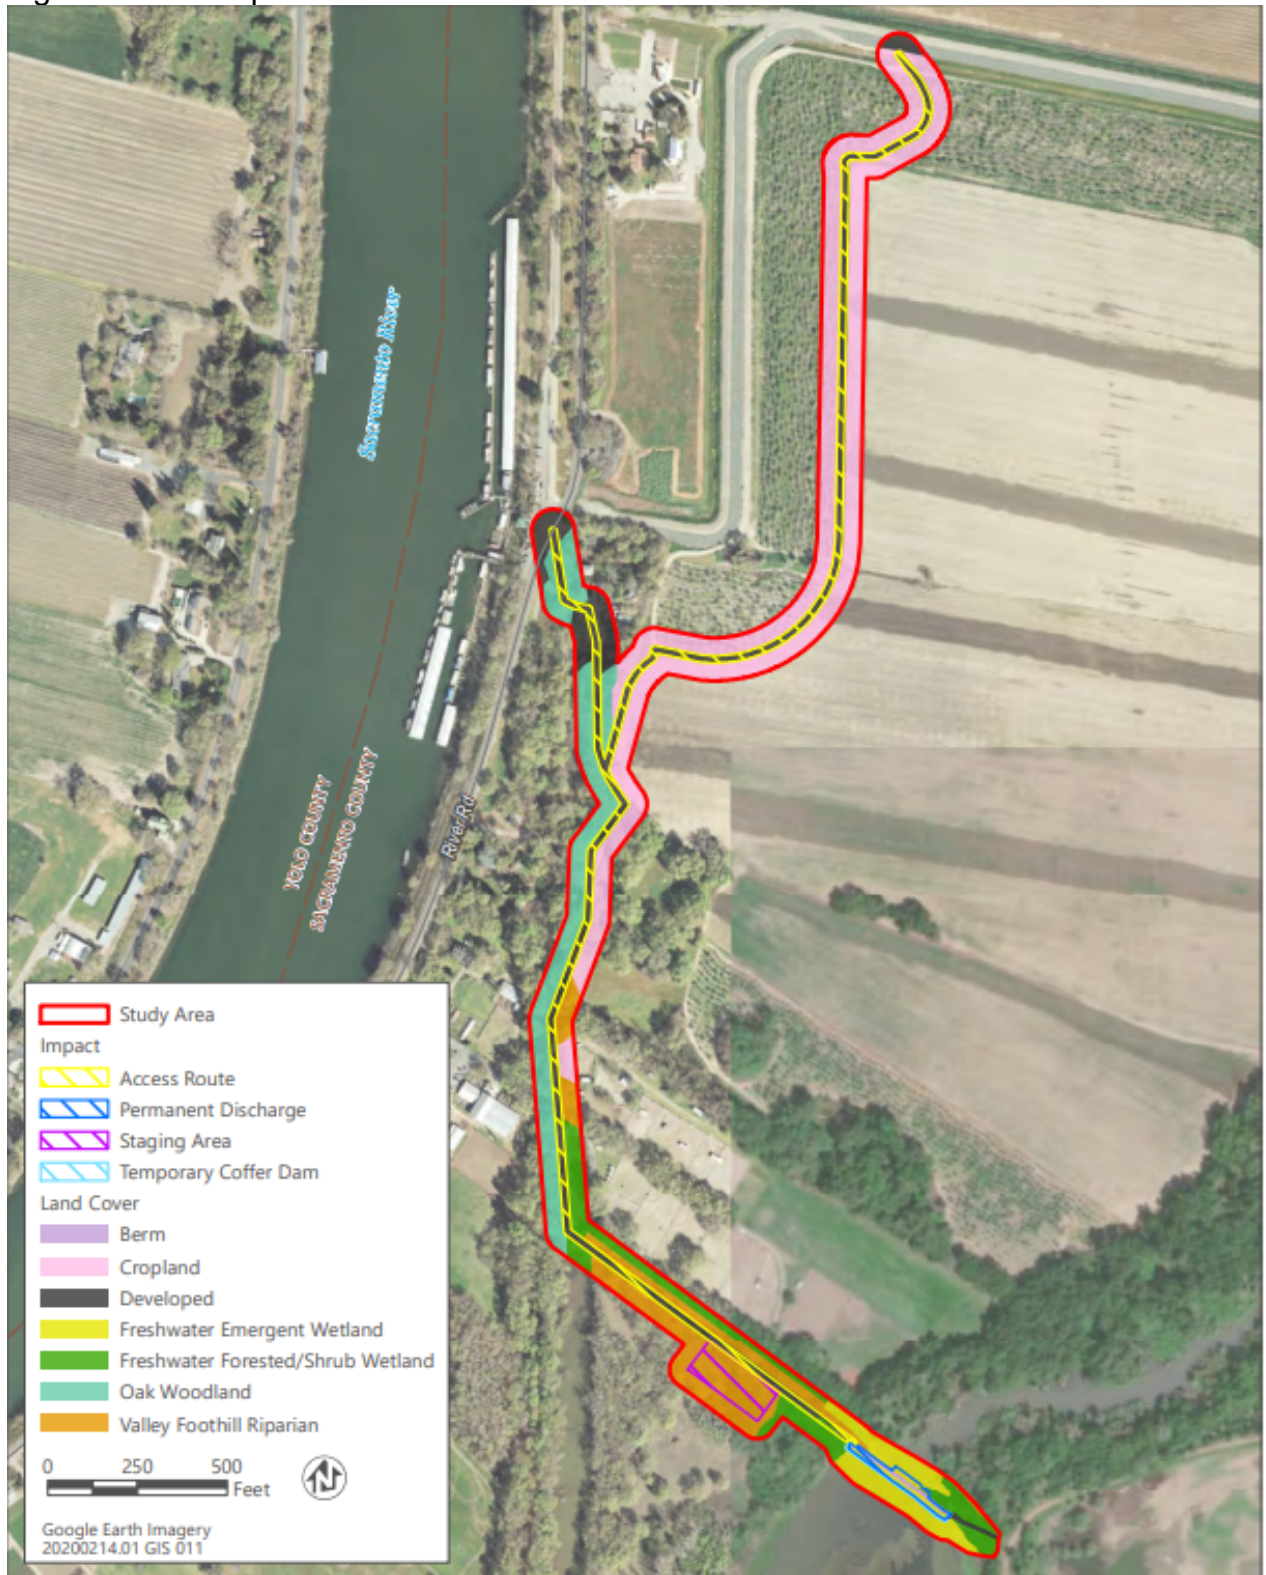 Sacramento River
YOLO COUNTY
SACRAMENTO COUNTY
River Rd
Study Area
Impact
Access Route
Permanent Discharge
Staging Area
Temporary Coffer Dam
Land Cover
Berm
Cropland
Developed
Freshwater Emergent Wetland
Freshwater Forested/Shrub Wetland
Oak Woodland
Valley Foothill Riparian
0 250 500
Feet
N
Google Earth Imagery
20200214.01 GIS 011